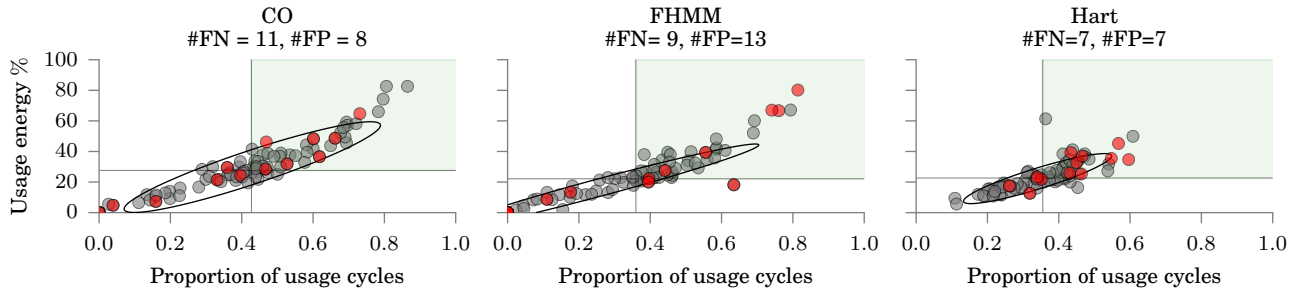 CO
#FN = 11, #FP = 8
FHMM
#FN= 9, #FP=13
Hart
#FN=7, #FP=7
Usage energy %
100
80
60
40
20
0
0.0 0.2 0.4 0.6 0.8 1.0
0.0 0.2 0.4 0.6 0.8 1.0
0.0 0.2 0.4 0.6 0.8 1.0
Proportion of usage cycles
Proportion of usage cycles
Proportion of usage cycles